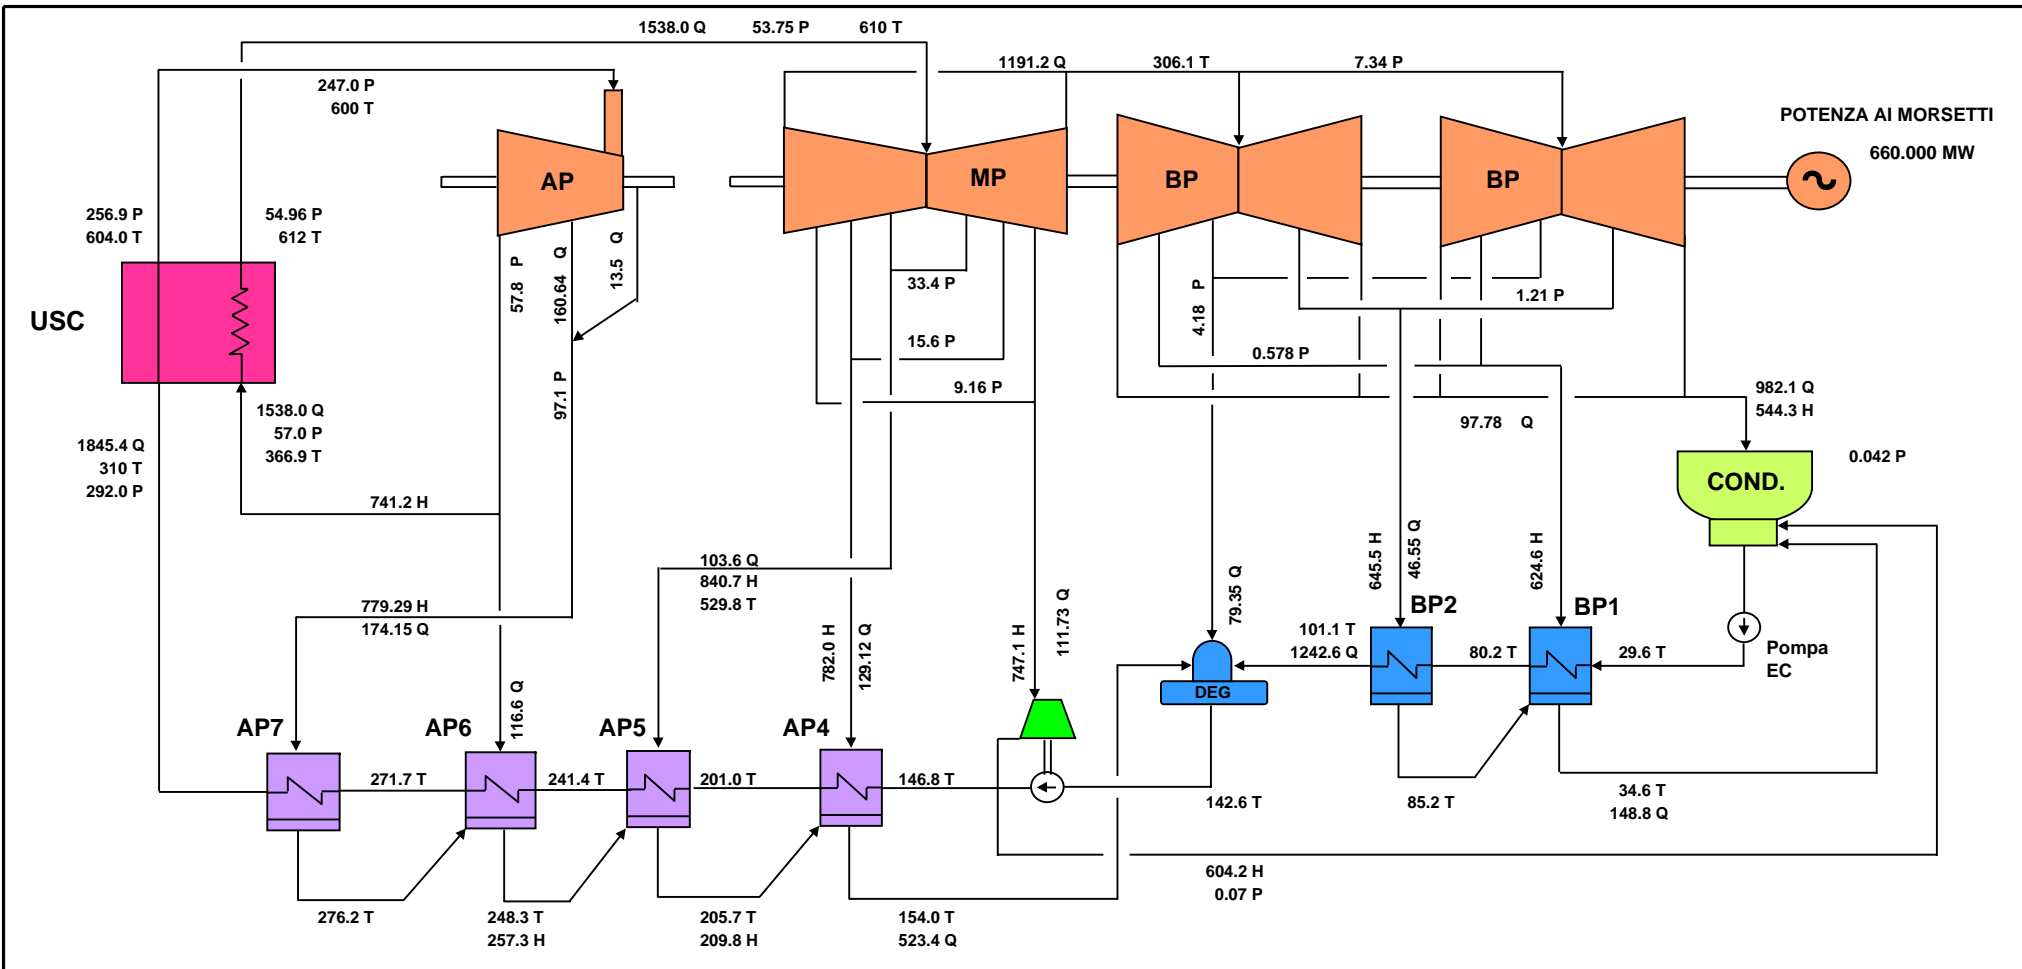 1538.0 Q 53.75 P 610 T
1191.2 Q 306.1 T 7.34 P
247.0 P
600 T
POTENZA AI MORSETTI
660.000 MW
AP
MP
BP
BP
256.9 P
604.0 T
54.96 P
612 T
57.8 P
160.64 Q
13.5 Q
33.4 P
4.18 P
1.21 P
USC
15.6 P
0.578 P
97.1 P
9.16 P
982.1 Q
544.3 H
1538.0 Q
57.0 P
366.9 T
97.78 Q
1845.4 Q
310 T
292.0 P
0.042 P
COND.
741.2 H
103.6 Q
840.7 H
529.8 T
645.5 H
46.55 Q
624.6 H
79.35 Q
779.29 H
174.15 Q
BP2
BP1
782.0 H
129.12 Q
747.1 H
111.73 Q
101.1 T
1242.6 Q
80.2 T
29.6 T
Pompa
EC
DEG
116.6 Q
AP7
AP6
AP5
AP4
271.7 T
241.4 T
201.0 T
146.8 T
142.6 T
85.2 T
34.6 T
148.8 Q
604.2 H
0.07 P
276.2 T
248.3 T
257.3 H
205.7 T
209.8 H
154.0 T
523.4 Q